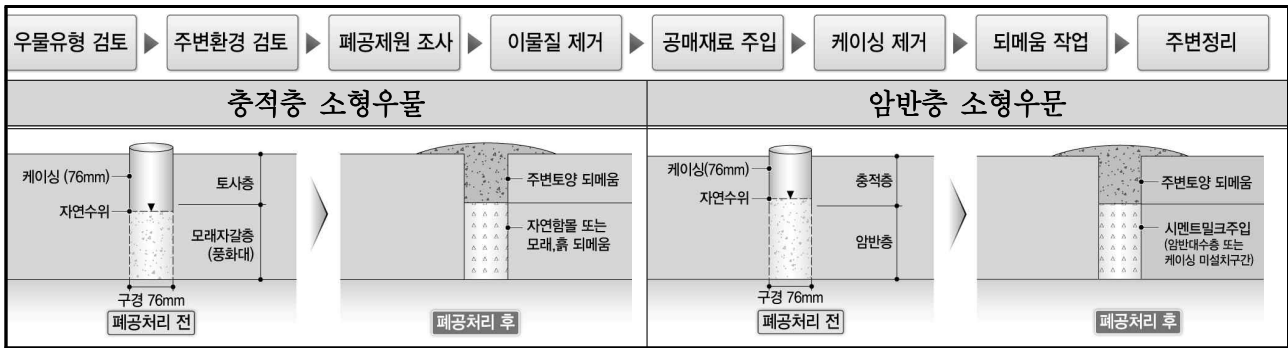 우물유형 검토
주변환경 검토
폐공제원 조사
이물질 제거
공매재료 주입
케이싱 제거
되메움 작업
주변정리
충적층 소형우물
케이싱 (76mm)
자연수위
토사층
모래자갈층
(풍화대)
구경 76mm
폐공처리 전
주변토양 되메움
자연함몰 또는
모래,흙 되메움
폐공처리 후
암반층 소형우문
케이싱(76mm)
자연수위
충적층
암반층
구경 76mm
폐공처리 전
주변토양 되메움
시멘트밀크주입
(암반대수층 또는
케이싱 미설치구간)
폐공처리 후